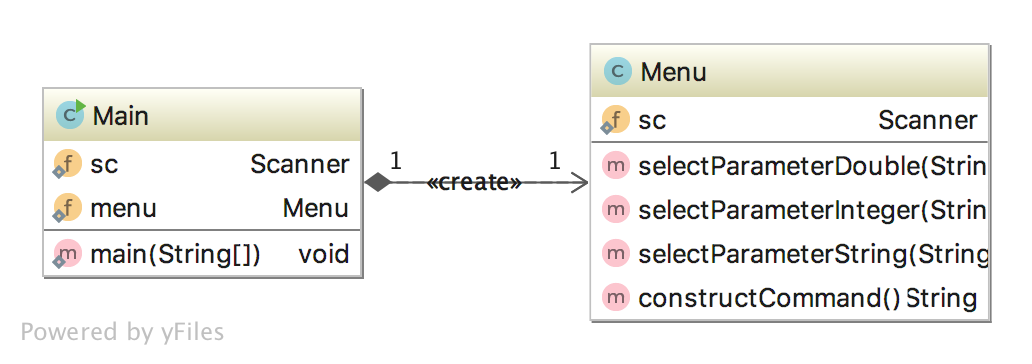 C Main
f sc Scanner
f menu Menu
m main(String[]) void
1 «create» 1
C Menu
f sc Scanner
m selectParameterDouble(Strin
m selectParameterInteger(Strin
m selectParameterString(String
m constructCommand() String
Powered by yFiles